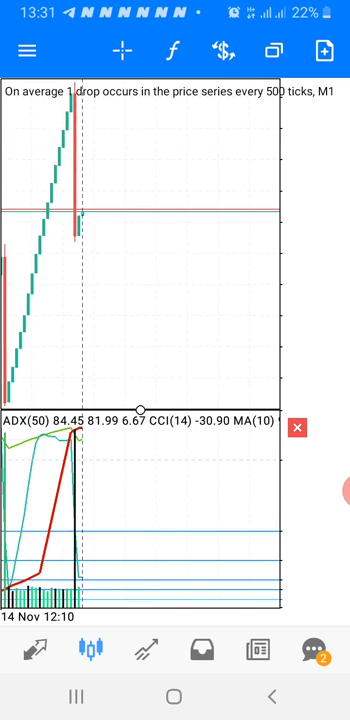 13:31 22%
On average 1 drop occurs in the price series every 500 ticks, M1
ADX(50) 84.45 81.99 6.67 CCI(14) -30.90 MA(10)
14 Nov 12:10
2